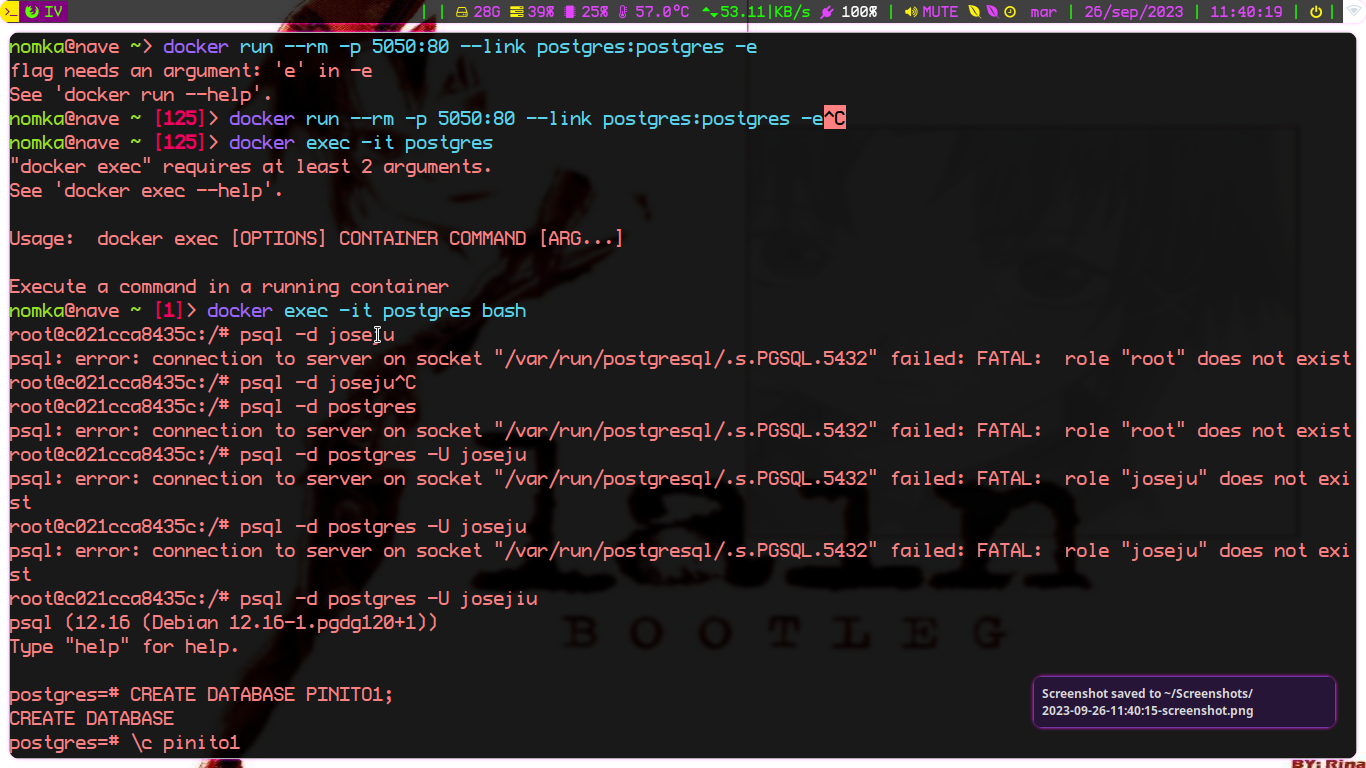 IV | | 28G 39% 25% 57.0°C 53.11|KB/s 100% | MUTE | mar | 26/sep/2023 | 11:40:19 | |
nomka@nave ~> docker run --rm -p 5050:80 --link postgres:postgres -e
flag needs an argument: 'e' in -e
See 'docker run --help'.
nomka@nave ~ [125]> docker run --rm -p 5050:80 --link postgres:postgres -e^C
nomka@nave ~ [125]> docker exec -it postgres
"docker exec" requires at least 2 arguments.
See 'docker exec --help'.
Usage:  docker exec [OPTIONS] CONTAINER COMMAND [ARG...]
Execute a command in a running container
nomka@nave ~ [1]> docker exec -it postgres bash
root@c021cca8435c:/# psql -d joseju
psql: error: connection to server on socket "/var/run/postgresql/.s.PGSQL.5432" failed: FATAL:  role "root" does not exist
root@c021cca8435c:/# psql -d joseju^C
root@c021cca8435c:/# psql -d postgres
psql: error: connection to server on socket "/var/run/postgresql/.s.PGSQL.5432" failed: FATAL:  role "root" does not exist
root@c021cca8435c:/# psql -d postgres -U joseju
psql: error: connection to server on socket "/var/run/postgresql/.s.PGSQL.5432" failed: FATAL:  role "joseju" does not exi
st
root@c021cca8435c:/# psql -d postgres -U joseju
psql: error: connection to server on socket "/var/run/postgresql/.s.PGSQL.5432" failed: FATAL:  role "joseju" does not exi
st
root@c021cca8435c:/# psql -d postgres -U josejiu
psql (12.16 (Debian 12.16-1.pgdg120+1))
Type "help" for help.
postgres=# CREATE DATABASE PINITO1;
CREATE DATABASE
postgres=# \c pinito1
lain
BOOTLEG
Screenshot saved to ~/Screenshots/
2023-09-26-11:40:15-screenshot.png
BY: Rina